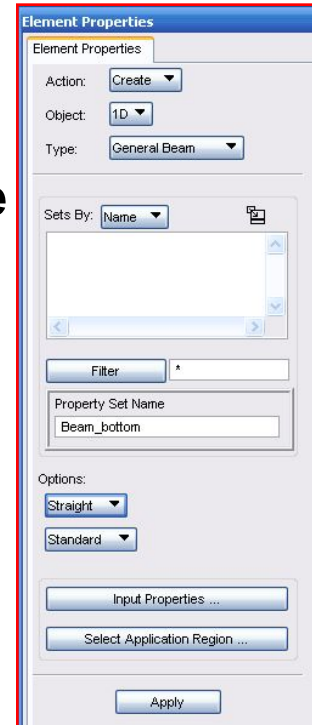 Element Properties
Element Properties
Action: Create
Object: 1D
Type: General Beam
e
Sets By: Name
Filter *
Property Set Name
Beam_bottom
Options:
Straight
Standard
Input Properties ...
Select Application Region ...
Apply